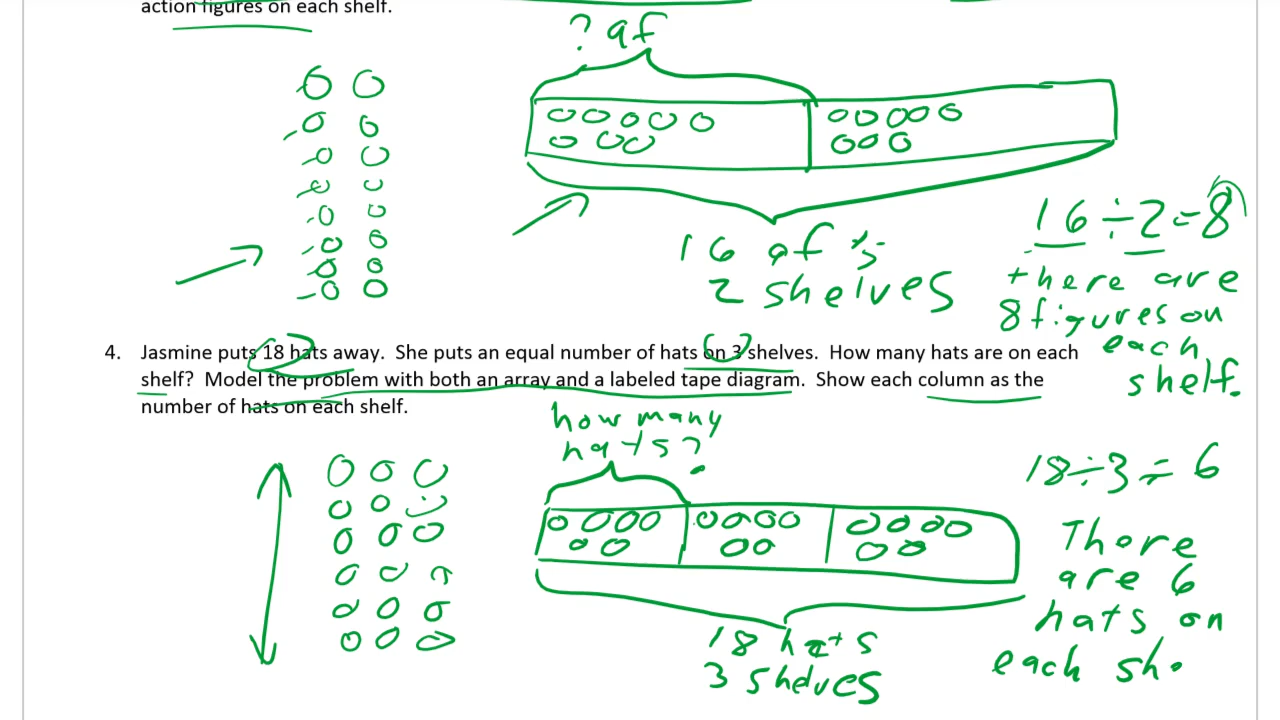 action figures on each shelf.
? af
16 af's
2 shelves
16 ÷ 2 = 8
there are
8 figures on
each
shelf.
4. Jasmine puts 18 hats away. She puts an equal number of hats on 3 shelves. How many hats are on each
shelf? Model the problem with both an array and a labeled tape diagram. Show each column as the
number of hats on each shelf.
how many
hats?
18 hats
3 shelves
18 ÷ 3 = 6
There
are 6
hats on
each sh